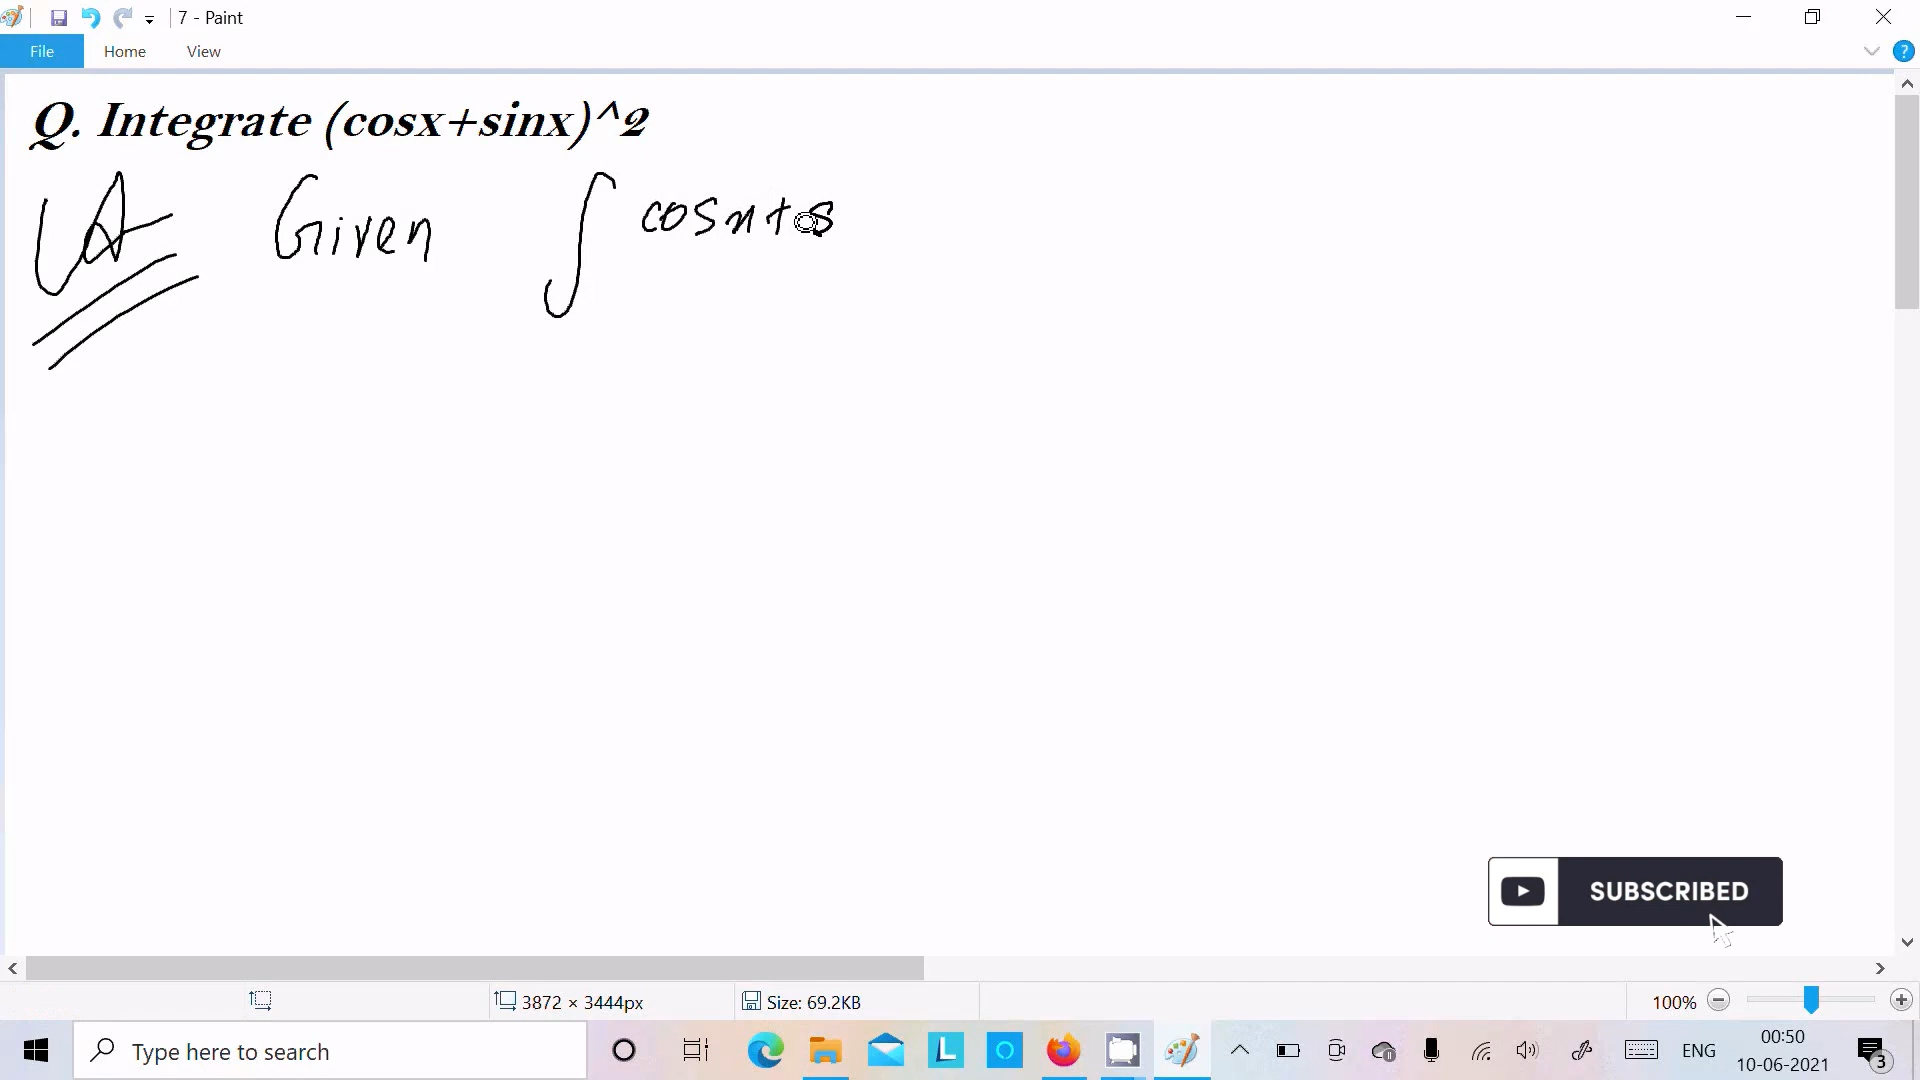 7 - Paint
File Home View
Q. Integrate (cosx+sinx)^2
Given ∫ cosx+s
SUBSCRIBED
3872 × 3444px Size: 69.2KB 100%
Type here to search
ENG
00:50
10-06-2021
3